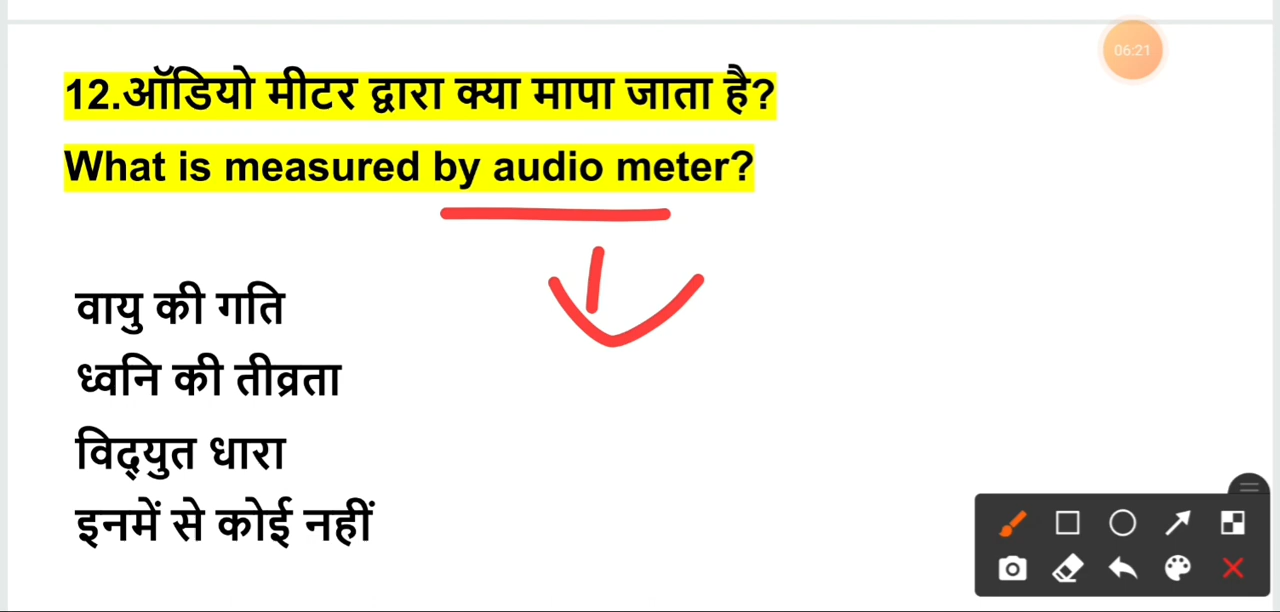 06:21
12.ऑडियो मीटर द्वारा क्या मापा जाता है?
What is measured by audio meter?
वायु की गति
ध्वनि की तीव्रता
विद्युत धारा
इनमें से कोई नहीं